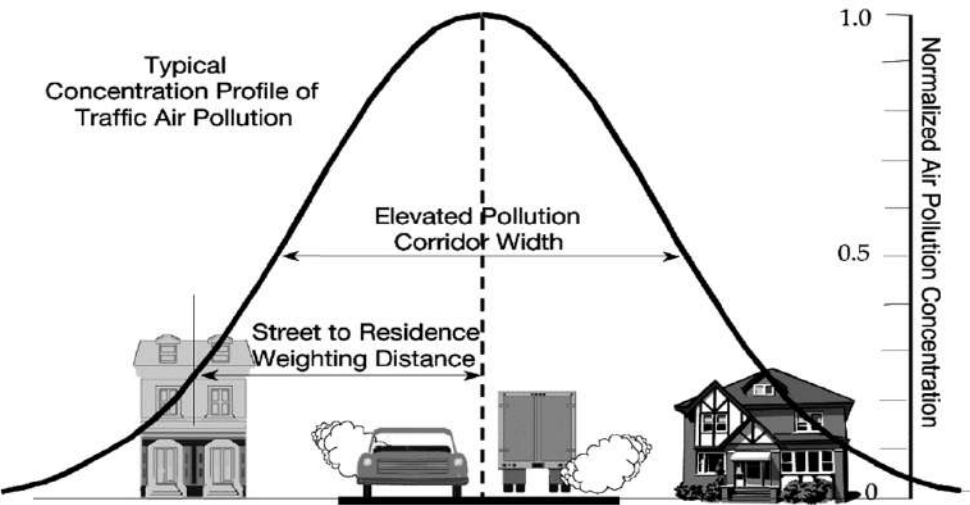 Typical
Concentration Profile of
Traffic Air Pollution
1.0
Normalized Air Pollution Concentration
Elevated Pollution
Corridor Width
0.5
Street to Residence
Weighting Distance
0